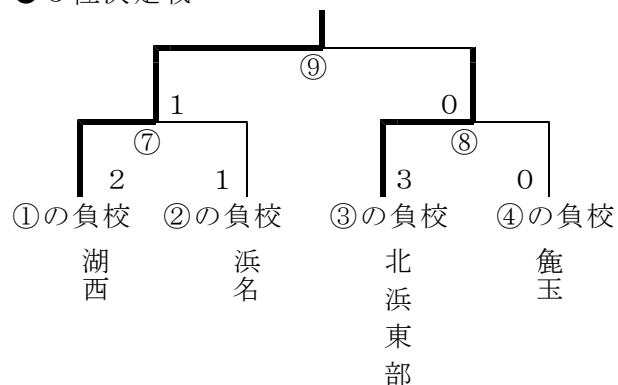 ⑨
1 0
⑦ ⑧
2 1 3 0
①の負校 ②の負校 ③の負校 ④の負校
湖西 浜名 北浜東部 麁玉